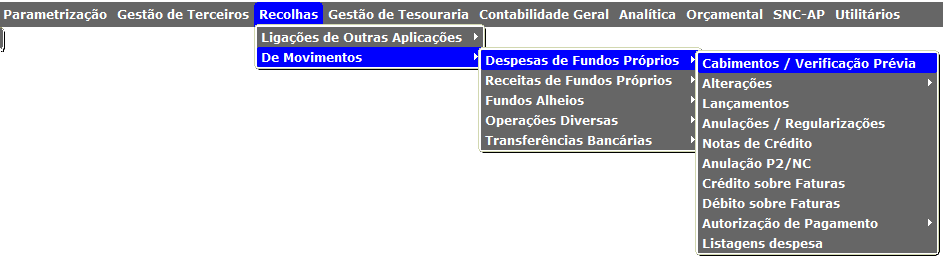 Parametrização Gestão de Terceiros Recolhas Gestão de Tesouraria Contabilidade Geral Analítica Orçamental SNC-AP Utilitários
Ligações de Outras Aplicações
De Movimentos
Despesas de Fundos Próprios
Receitas de Fundos Próprios
Fundos Alheios
Operações Diversas
Transferências Bancárias
Cabimentos / Verificação Prévia
Alterações
Lançamentos
Anulações / Regularizações
Notas de Crédito
Anulação P2/NC
Crédito sobre Faturas
Débito sobre Faturas
Autorização de Pagamento
Listagens despesa